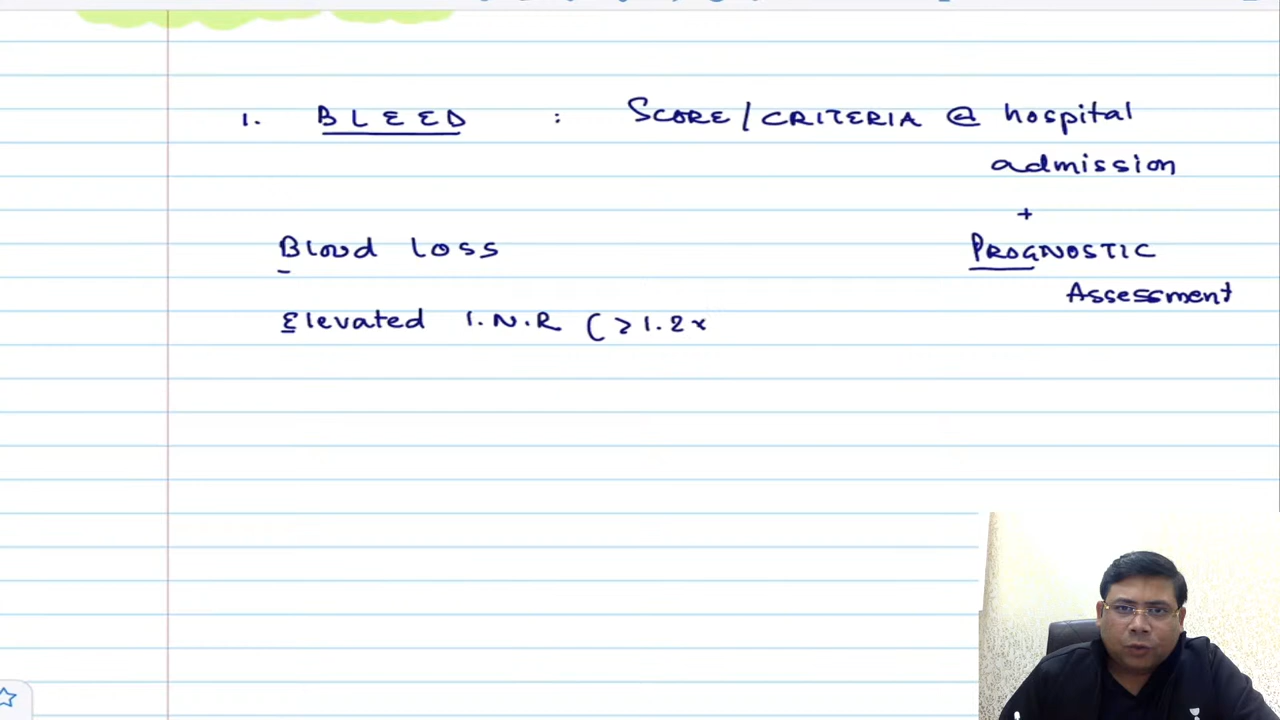 1. BLEED : SCORE/CRITERIA @ hospital
admission
+
PROGNOSTIC
Assessment
Blood Loss
Elevated I.N.R (>1.2x